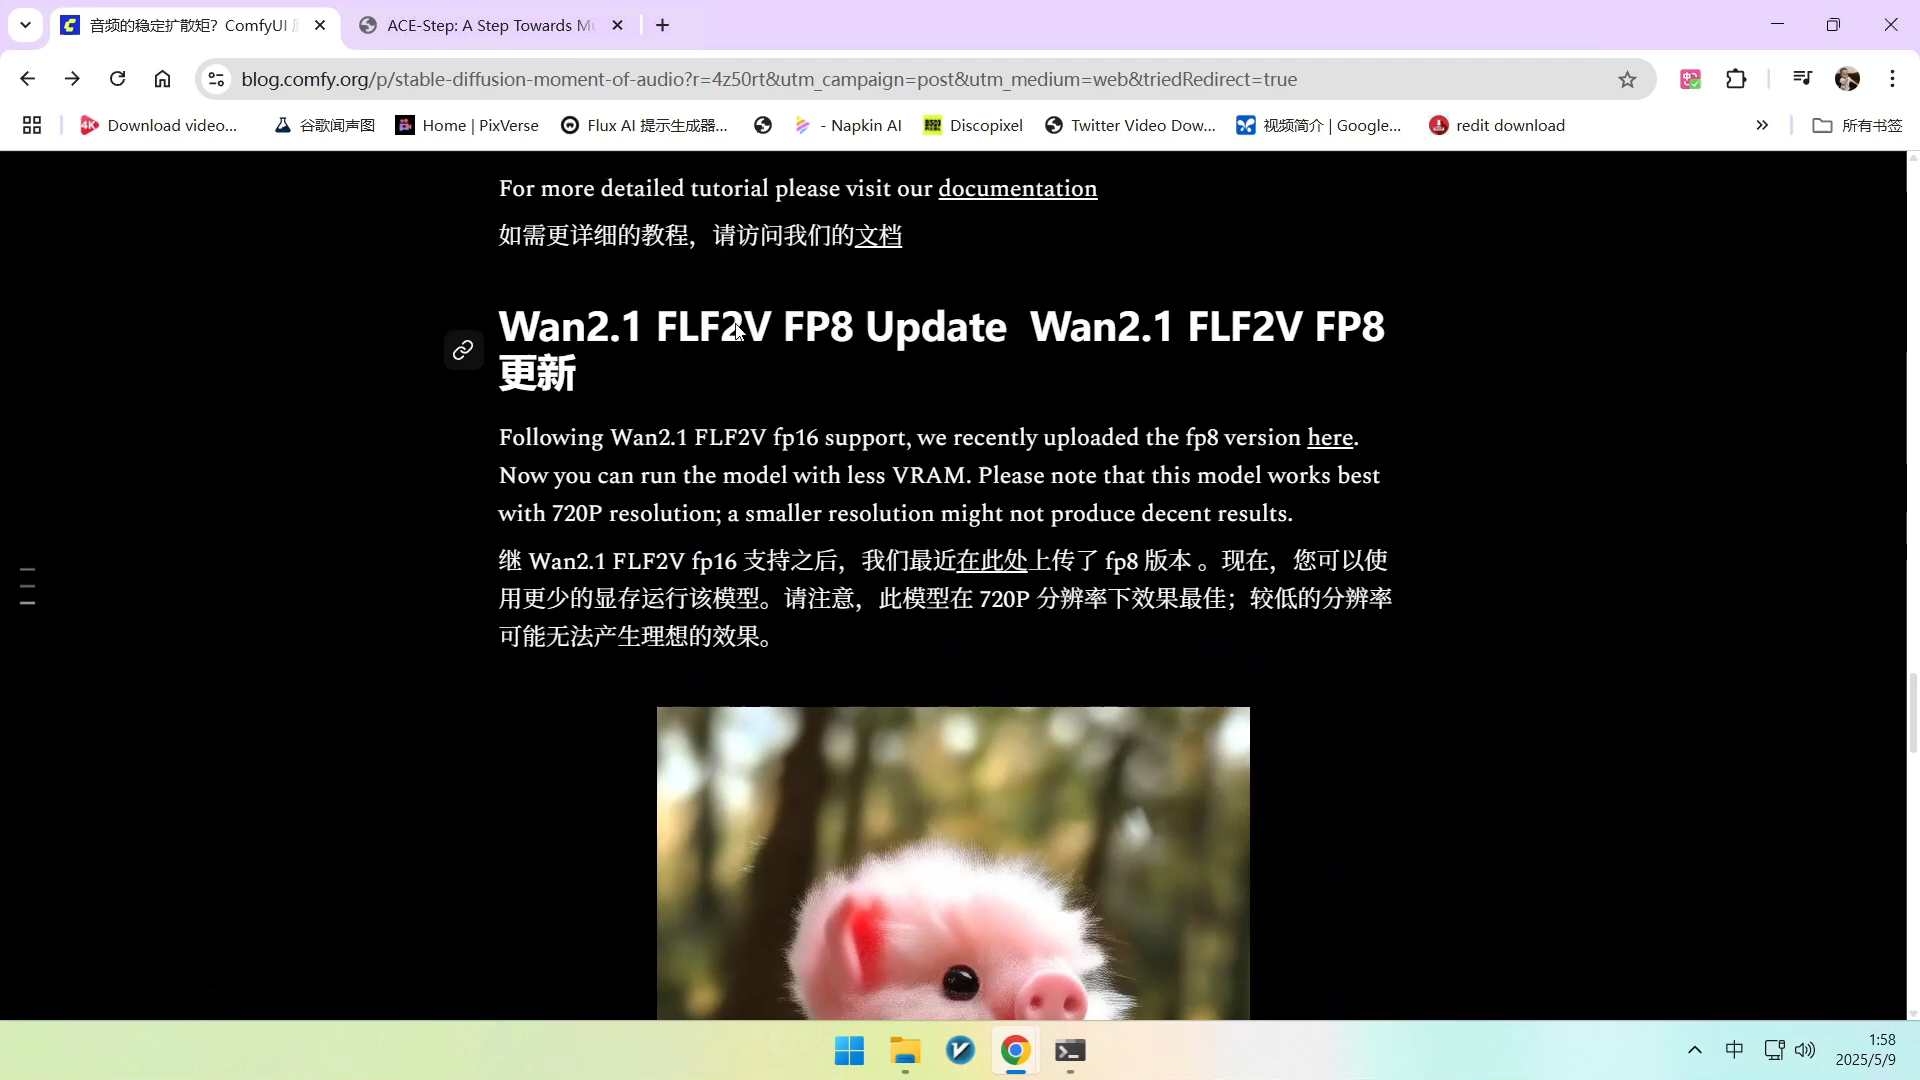 音频的稳定扩散矩？ComfyUI
ACE-Step: A Step Towards M
blog.comfy.org/p/stable-diffusion-moment-of-audio?r=4z50rt&utm_campaign=post&utm_medium=web&triedRedirect=true
Download video...
谷歌闻声图
Home | PixVerse
Flux AI 提示生成器...
- Napkin AI
Discopixel
Twitter Video Dow...
视频简介 | Google...
redit download
所有书签
For more detailed tutorial please visit our documentation
如需更详细的教程，请访问我们的文档
Wan2.1 FLF2V FP8 Update Wan2.1 FLF2V FP8
更新
Following Wan2.1 FLF2V fp16 support, we recently uploaded the fp8 version here.
Now you can run the model with less VRAM. Please note that this model works best
with 720P resolution; a smaller resolution might not produce decent results.
继 Wan2.1 FLF2V fp16 支持之后，我们最近在此处上传了 fp8 版本 。现在，您可以使
用更少的显存运行该模型。请注意，此模型在 720P 分辨率下效果最佳；较低的分辨率
可能无法产生理想的效果。
中
1:58
2025/5/9